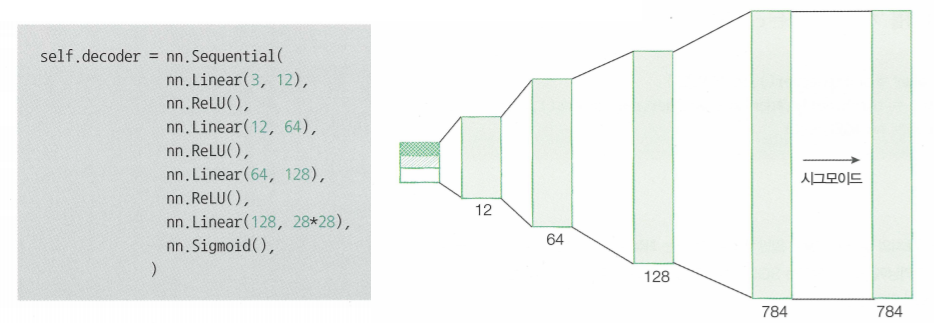 self.decoder = nn.Sequential(
nn.Linear(3, 12),
nn.ReLU(),
nn.Linear(12, 64),
nn.ReLU(),
nn.Linear(64, 128),
nn.ReLU(),
nn.Linear(128, 28*28),
nn.Sigmoid(),
)
12
64
128
784
시그모이드
784